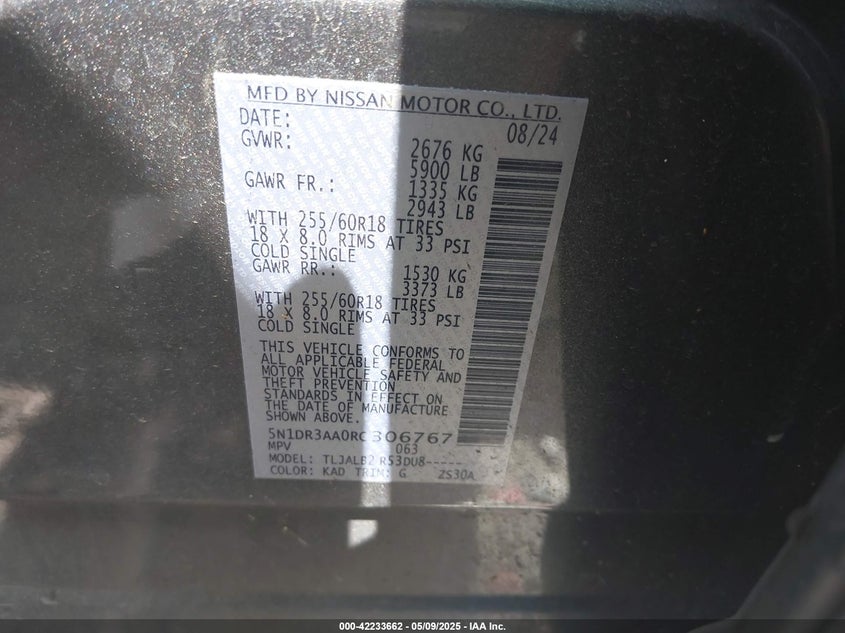 MFD BY NISSAN MOTOR CO., LTD.
DATE: 08/24
GVWR: 2676 KG
5900 LB
GAWR FR.: 1335 KG
2943 LB
WITH 255/60R18 TIRES
18 X 8.0 RIMS AT 33 PSI
COLD SINGLE
GAWR RR.: 1530 KG
3373 LB
WITH 255/60R18 TIRES
18 X 8.0 RIMS AT 33 PSI
COLD SINGLE
THIS VEHICLE CONFORMS TO
ALL APPLICABLE FEDERAL
MOTOR VEHICLE SAFETY AND
THEFT PREVENTION
STANDARDS IN EFFECT ON
THE DATE OF MANUFACTURE
SHOWN ABOVE.
5N1DR3AA0RC306767
MPV 063
MODEL: TLJALB2 R53DU8-----
COLOR: KAD TRIM: G ZS30A
000-42233662 - 05/09/2025 - IAA Inc.